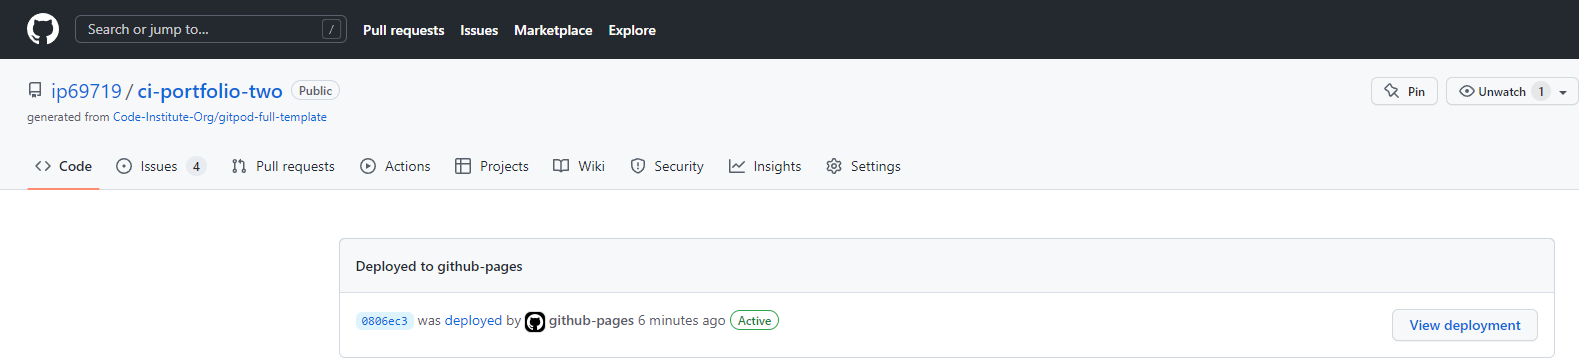 Search or jump to... / Pull requests Issues Marketplace Explore
ip69719 / ci-portfolio-two Public Pin Unwatch 1
generated from Code-Institute-Org/gitpod-full-template
Code Issues 4 Pull requests Actions Projects Wiki Security Insights Settings
Deployed to github-pages
0806ec3 was deployed by github-pages 6 minutes ago Active View deployment